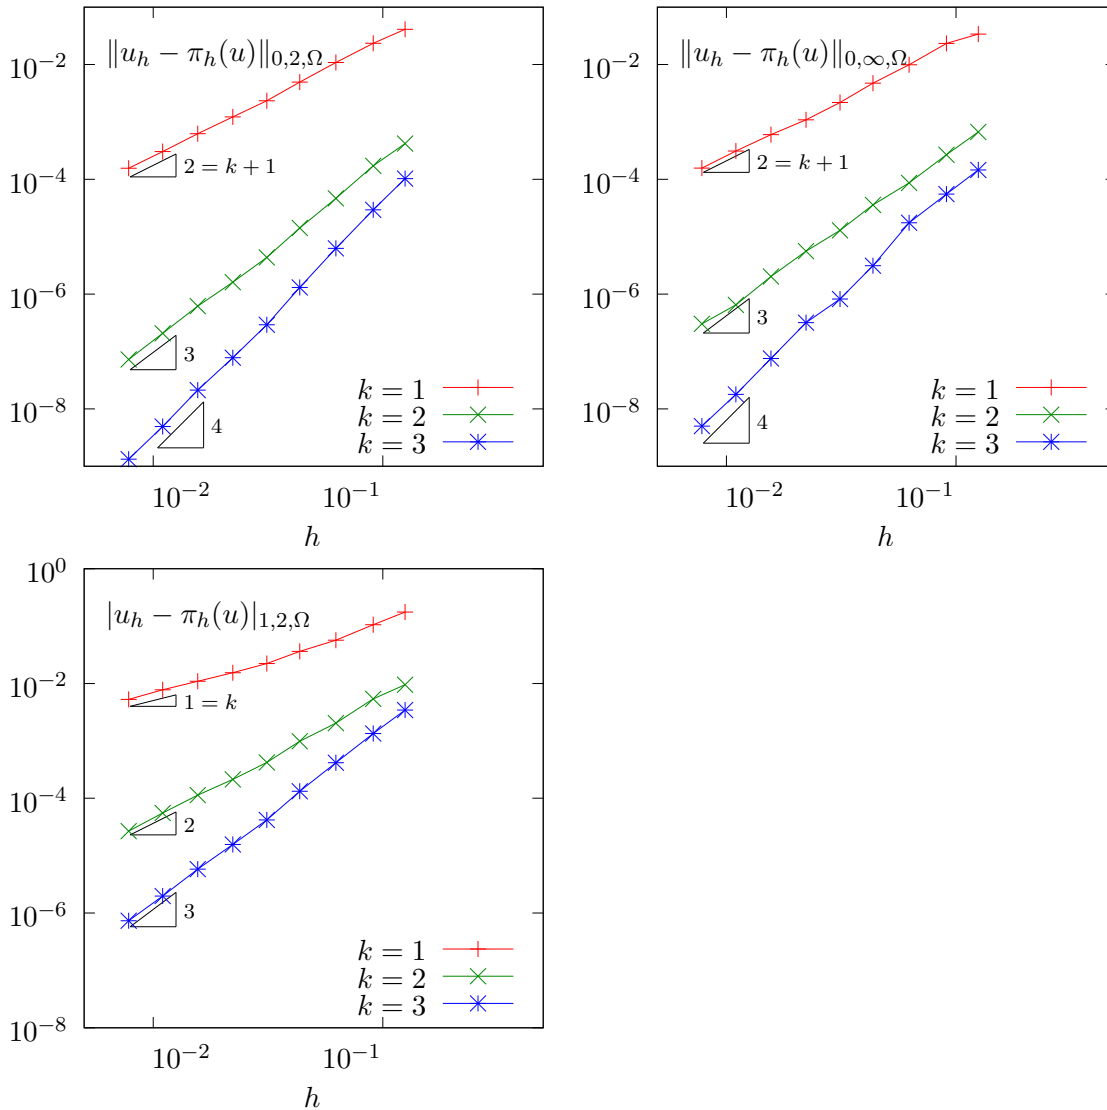 ‖u_h − π_h(u)‖_{0,2,Ω}
10^{−2}
10^{−4}
10^{−6}
10^{−8}
2 = k + 1
3
4
k = 1
k = 2
k = 3
10^{−2}
10^{−1}
h
‖u_h − π_h(u)‖_{0,∞,Ω}
10^{−2}
10^{−4}
10^{−6}
10^{−8}
2 = k + 1
3
4
k = 1
k = 2
k = 3
10^{−2}
10^{−1}
h
10^{0}
|u_h − π_h(u)|_{1,2,Ω}
10^{−2}
10^{−4}
10^{−6}
10^{−8}
1 = k
2
3
k = 1
k = 2
k = 3
10^{−2}
10^{−1}
h